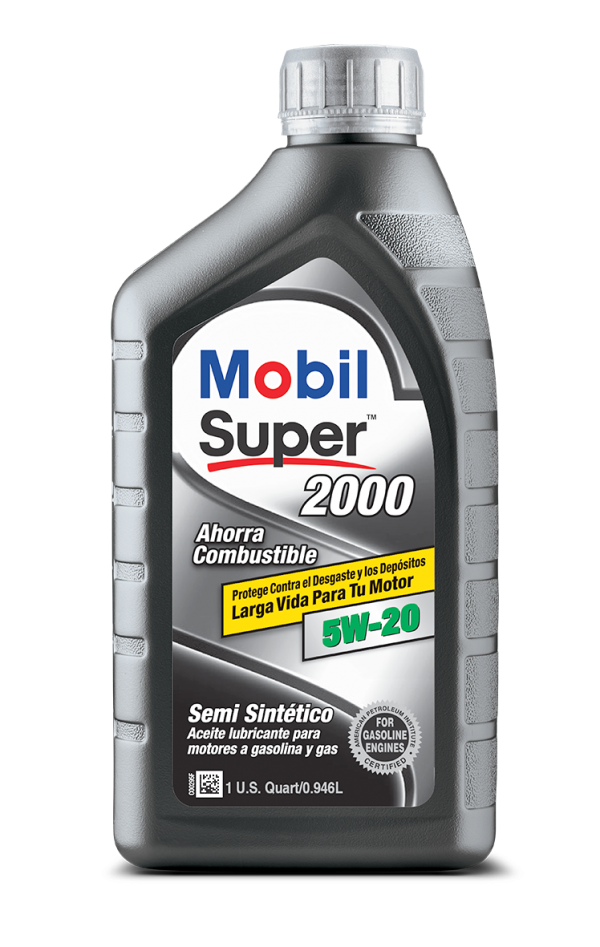 Mobil
Super™
2000
Ahorra
Combustible
Protege Contra el Desgaste y los Depósitos
Larga Vida Para Tu Motor
5W-20
Semi Sintético
Aceite lubricante para
motores a gasolina y gas
AMERICAN PETROLEUM INSTITUTE
FOR
GASOLINE
ENGINES
CERTIFIED
1 U.S. Quart/0.946L